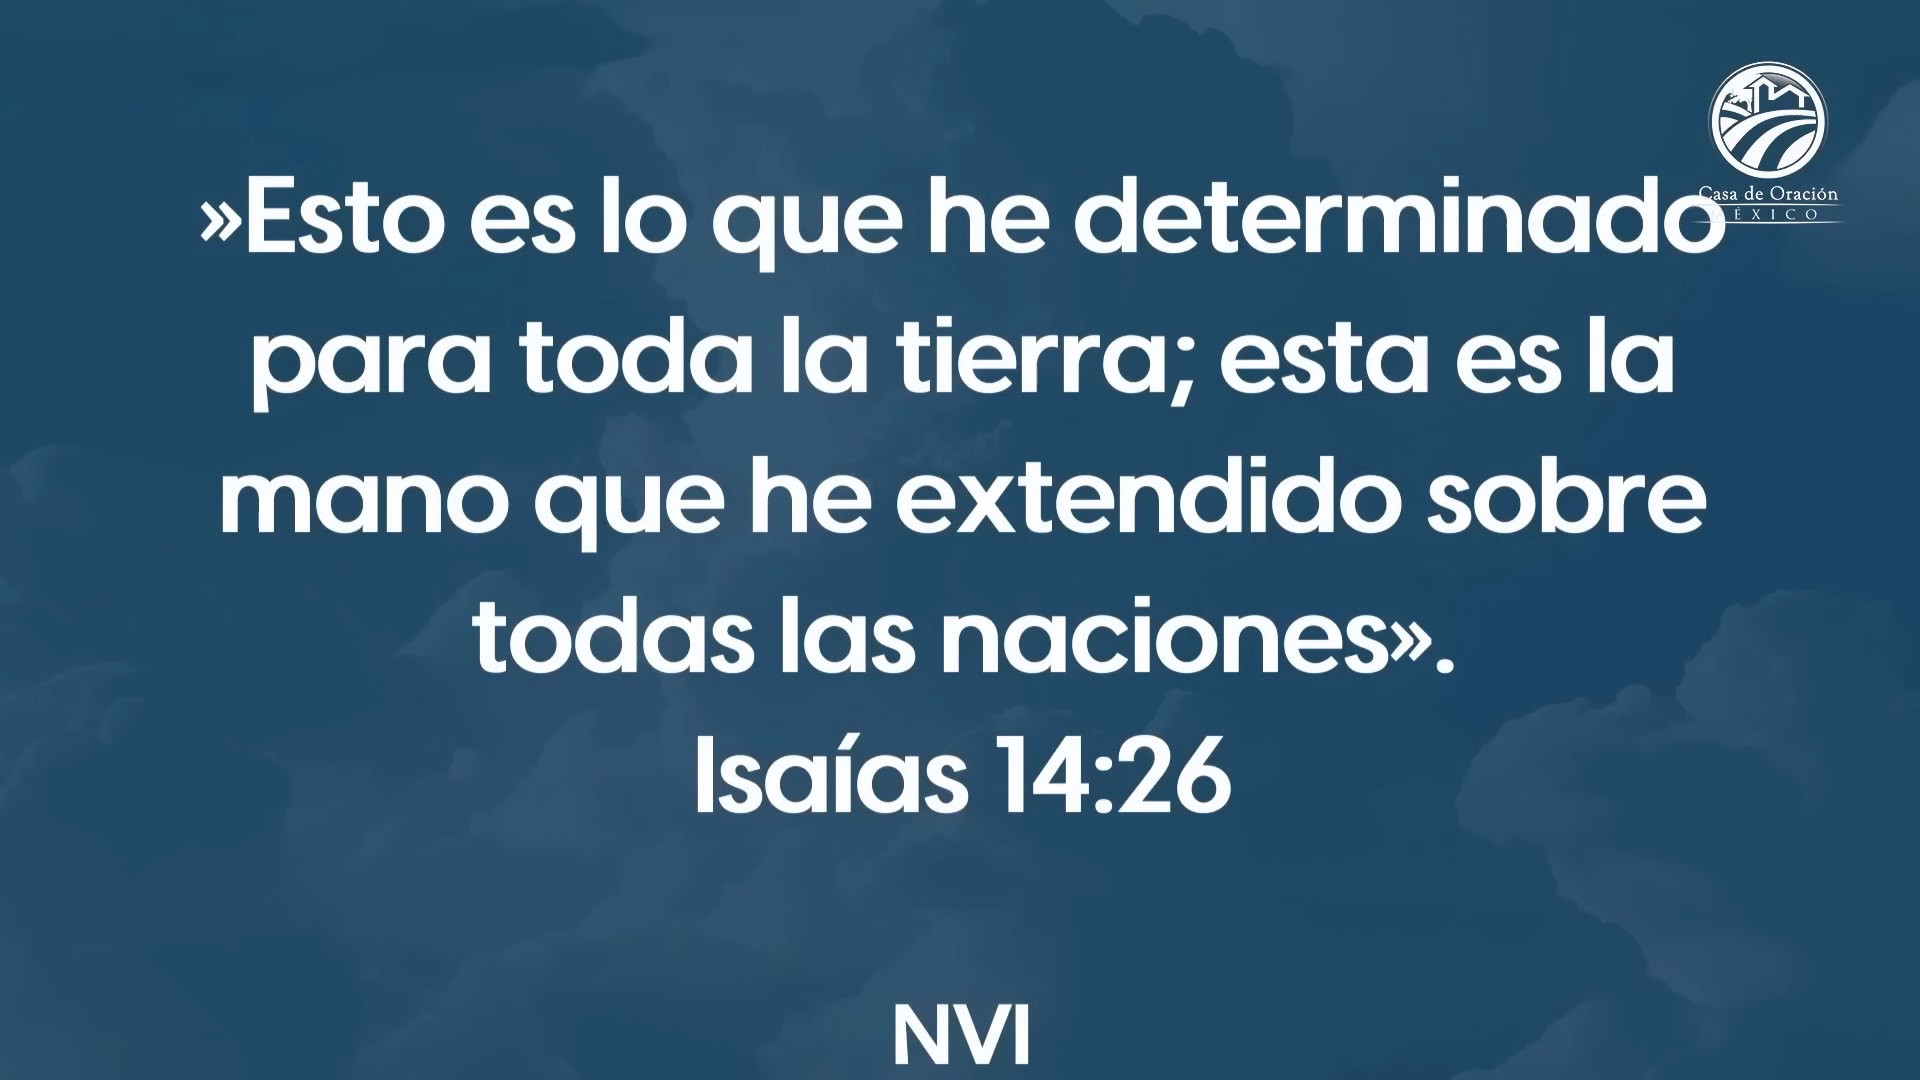 »Esto es lo que he determinado
para toda la tierra; esta es la
mano que he extendido sobre
todas las naciones».
Isaías 14:26
NVI
Casa de Oración
MÉXICO